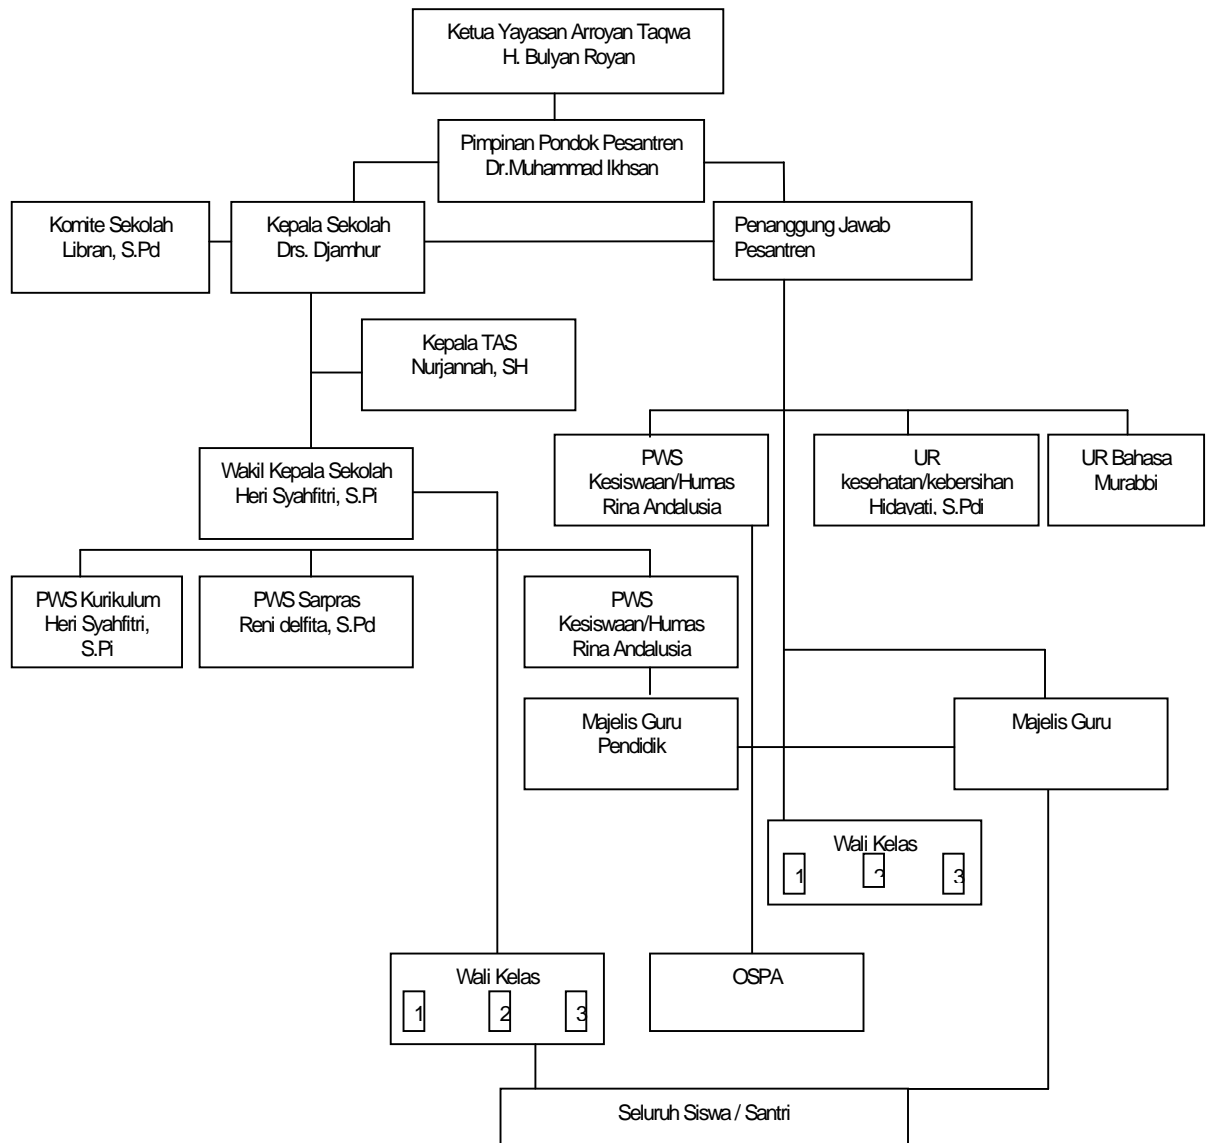 Ketua Yayasan Arroyan Taqwa
H. Bulyan Royan
Pimpinan Pondok Pesantren
Dr.Muhammad Ikhsan
Komite Sekolah
Libran, S.Pd
Kepala Sekolah
Drs. Djamhur
Penanggung Jawab
Pesantren
Kepala TAS
Nurjannah, SH
Wakil Kepala Sekolah
Heri Syahfitri, S.Pi
PWS
Kesiswaan/Humas
Rina Andalusia
UR
kesehatan/kebersihan
Hidayati, S.Pdi
UR Bahasa
Murabbi
PWS Kurikulum
Heri Syahfitri,
S.Pi
PWS Sarpras
Reni delfita, S.Pd
PWS
Kesiswaan/Humas
Rina Andalusia
Majelis Guru
Pendidik
Majelis Guru
Wali Kelas
1 2 3
Wali Kelas
1 2 3
OSPA
Seluruh Siswa / Santri